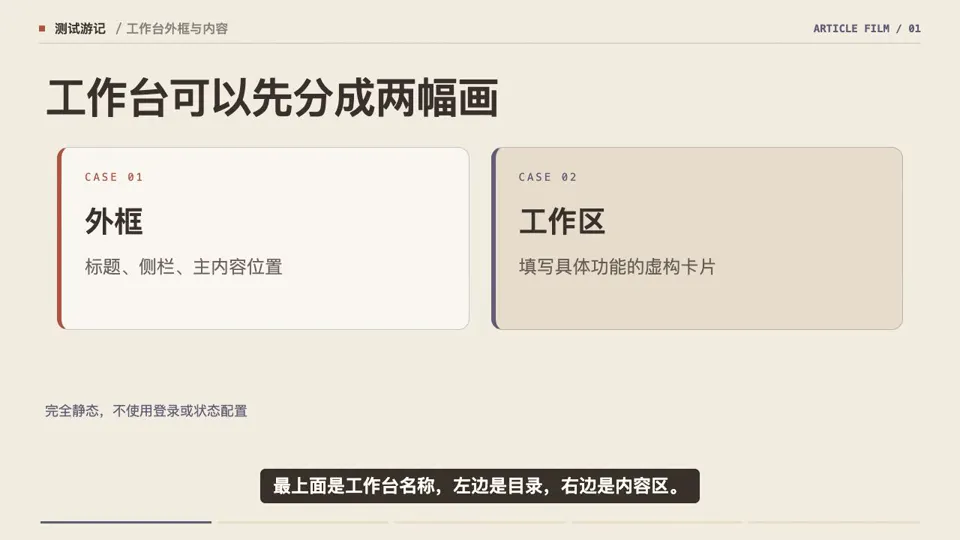 测试游记 / 工作台外框与内容
ARTICLE FILM / 01
工作台可以先分成两幅画
CASE 01
外框
标题、侧栏、主内容位置
CASE 02
工作区
填写具体功能的虚构卡片
完全静态，不使用登录或状态配置
最上面是工作台名称，左边是目录，右边是内容区。